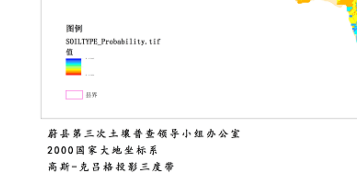 图例
SOILTYPE_Probability.tif
值
县界
蔚县第三次土壤普查领导小组办公室
2000国家大地坐标系
高斯-克吕格投影三度带